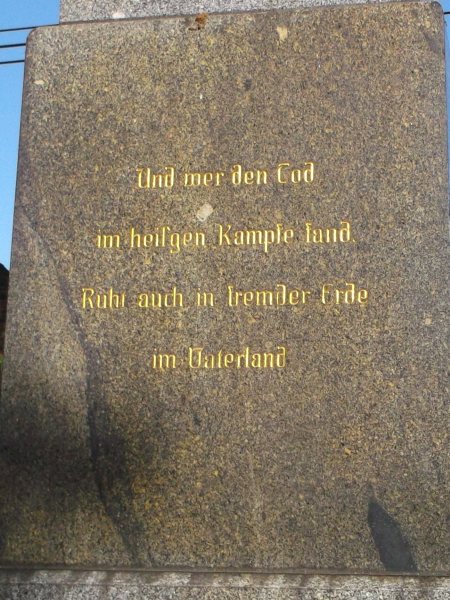 Und wer den Tod
im heil'gen Kampfe fand,
Ruht auch in fremder Erde
im Vaterland